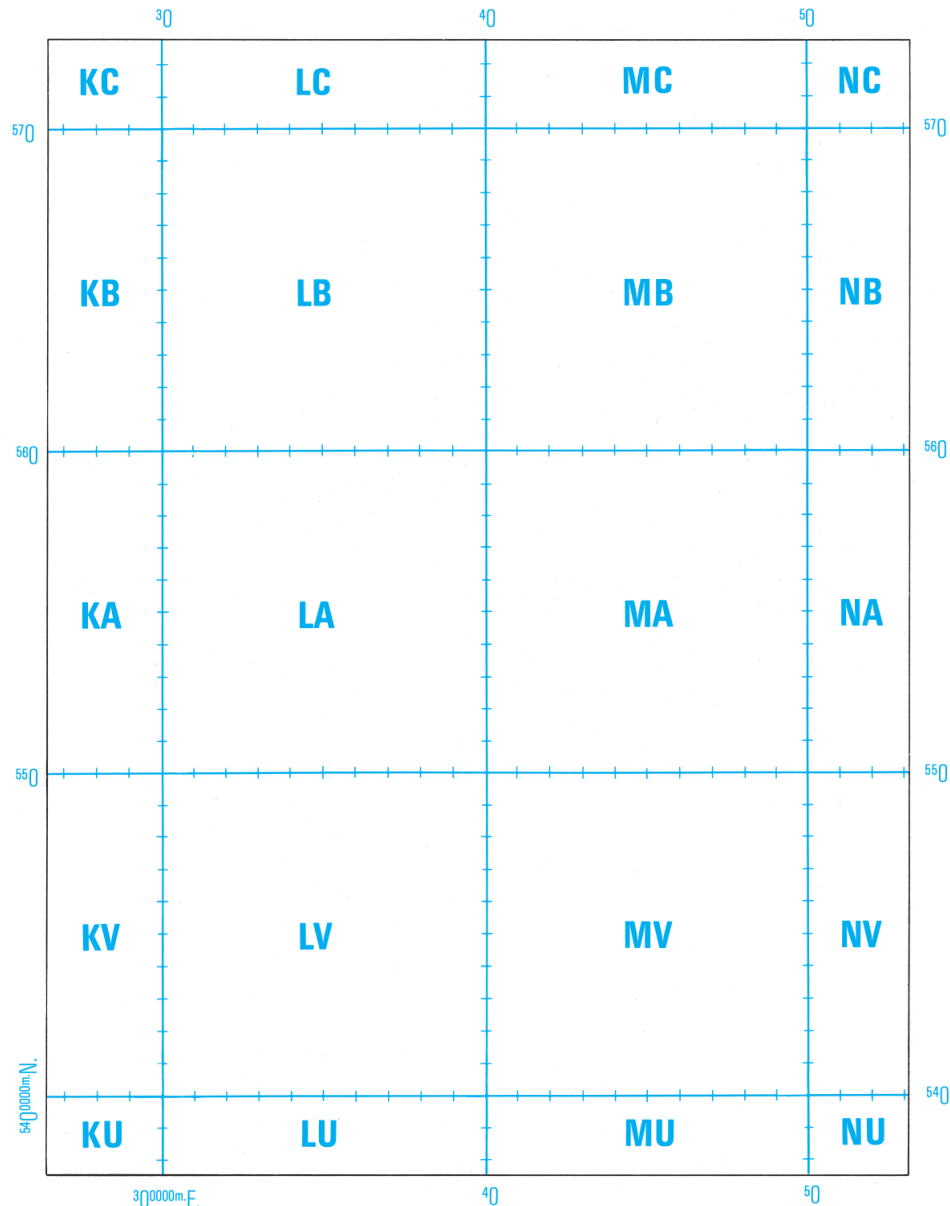 30 40 50
KC LC MC NC
570 570
KB LB MB NB
560 560
KA LA MA NA
550 550
KV LV MV NV
5400000m.N.
540
KU LU MU NU
300000m.E
40 50